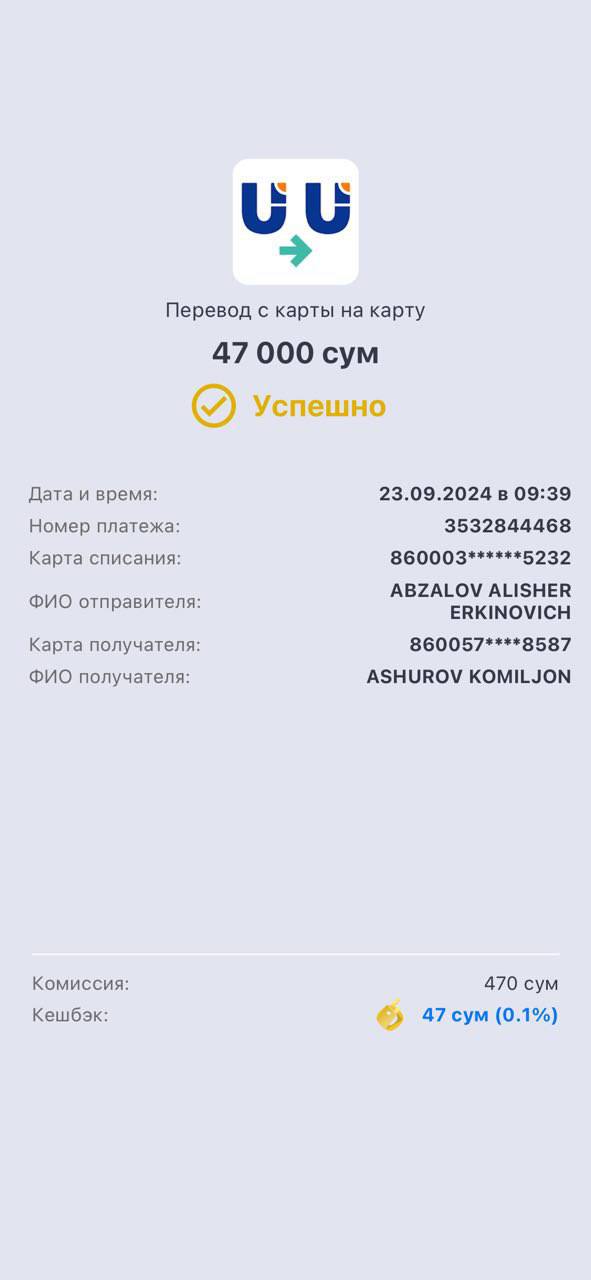 Перевод с карты на карту
47 000 сум
Успешно
Дата и время: 23.09.2024 в 09:39
Номер платежа: 3532844468
Карта списания: 860003******5232
ФИО отправителя: ABZALOV ALISHER
ERKINOVICH
Карта получателя: 860057****8587
ФИО получателя: ASHUROV KOMILJON
Комиссия: 470 сум
Кешбэк: 47 сум (0.1%)